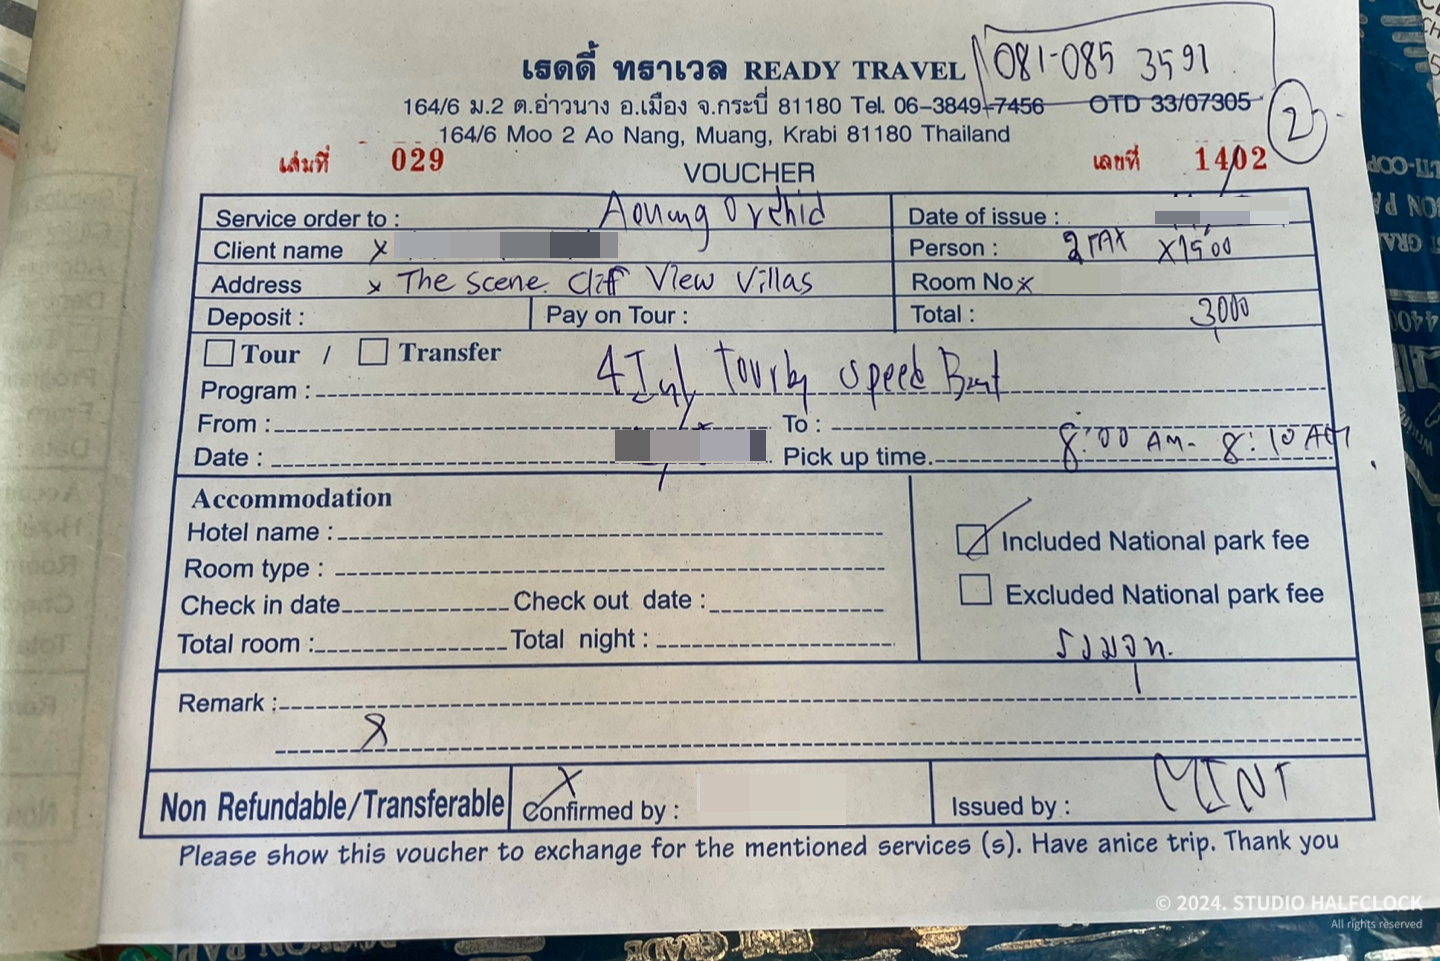 เรดดี้ ทราเวล READY TRAVEL 081-085 3591
164/6 ม.2 ต.อ่าวนาง อ.เมือง จ.กระบี่ 81180 Tel. 06-3849-7456 OTD 33/07305 2
164/6 Moo 2 Ao Nang, Muang, Krabi 81180 Thailand
เล่มที่ 029 VOUCHER เลขที่ 1402
Service order to : Aonang Orchid Date of issue :
Client name x Person : 2 PAX X1500
Address x The Scene Cliff View Villas Room No x
Deposit : Pay on Tour : Total : 3000
Tour / Transfer
Program : 4 Island Tour by Speed Boat
From : To :
Date : Pick up time. 8:00 AM - 8:10 AM
Accommodation
Hotel name : Included National park fee
Room type : Excluded National park fee
Check in date Check out date :
Total room : Total night :
Remark :
Non Refundable/Transferable x Confirmed by : Issued by : MINT
Please show this voucher to exchange for the mentioned services (s). Have anice trip. Thank you
© 2024. STUDIO HALFCLOCK
All rights reserved